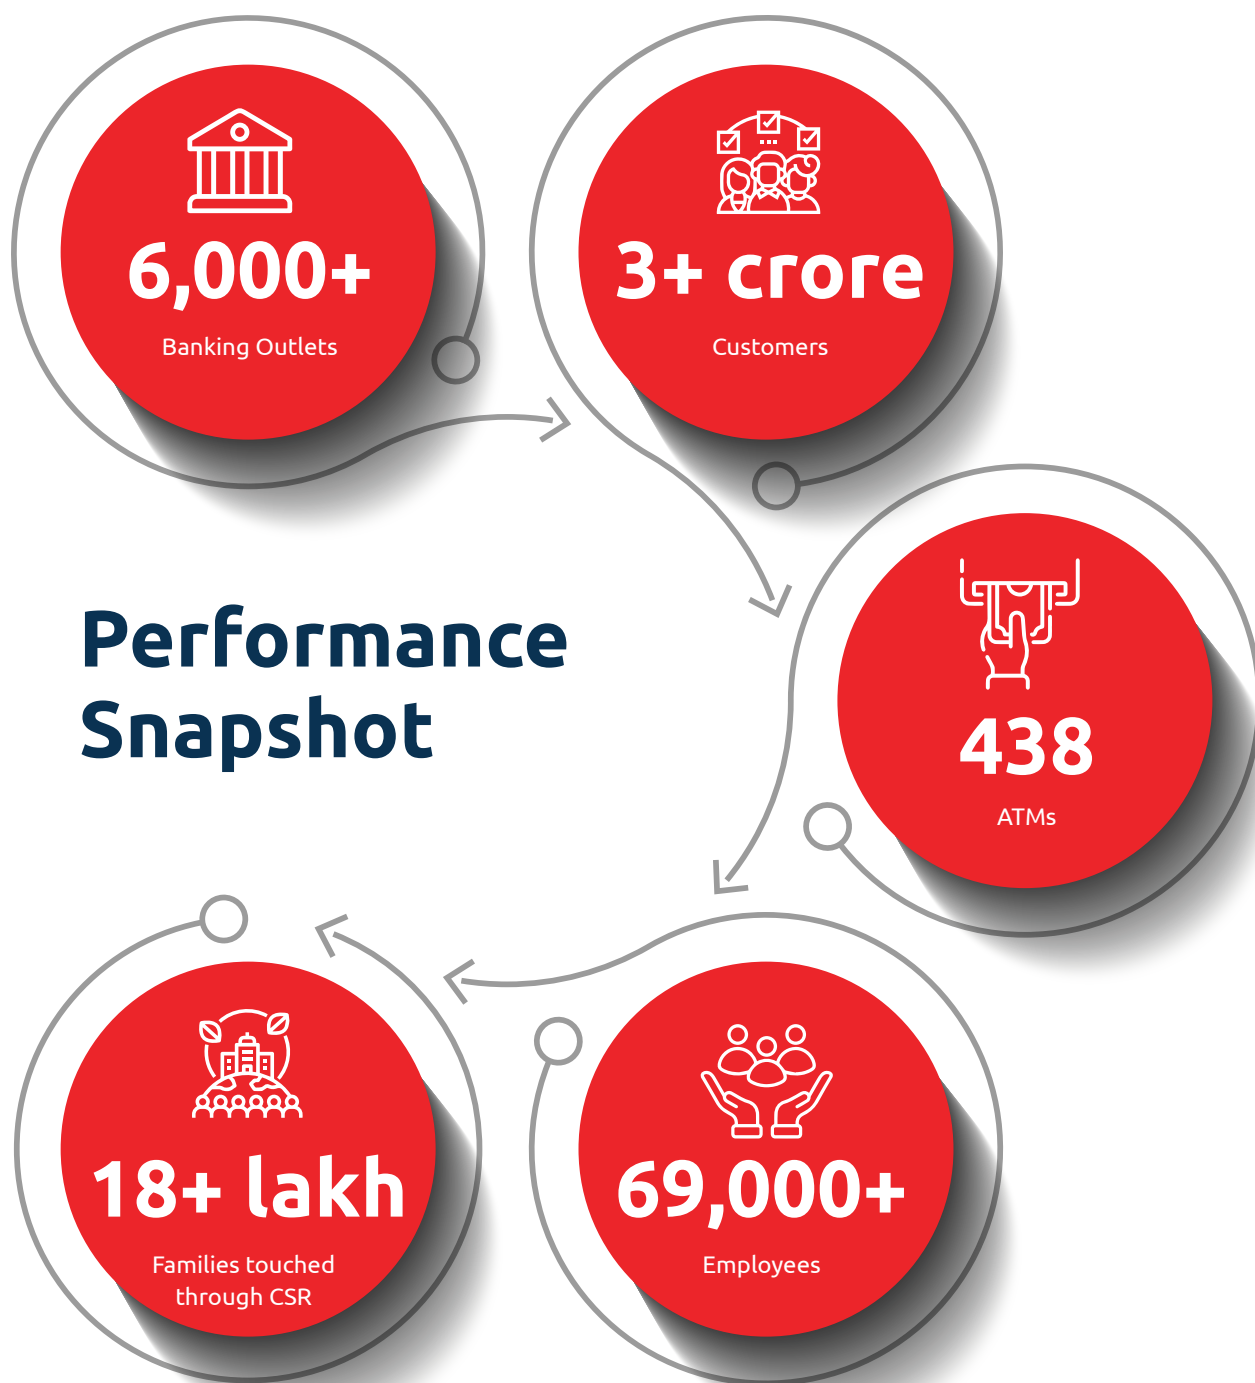 6,000+
Banking Outlets
3+ crore
Customers
438
ATMs
Performance
Snapshot
18+ lakh
Families touched
through CSR
69,000+
Employees